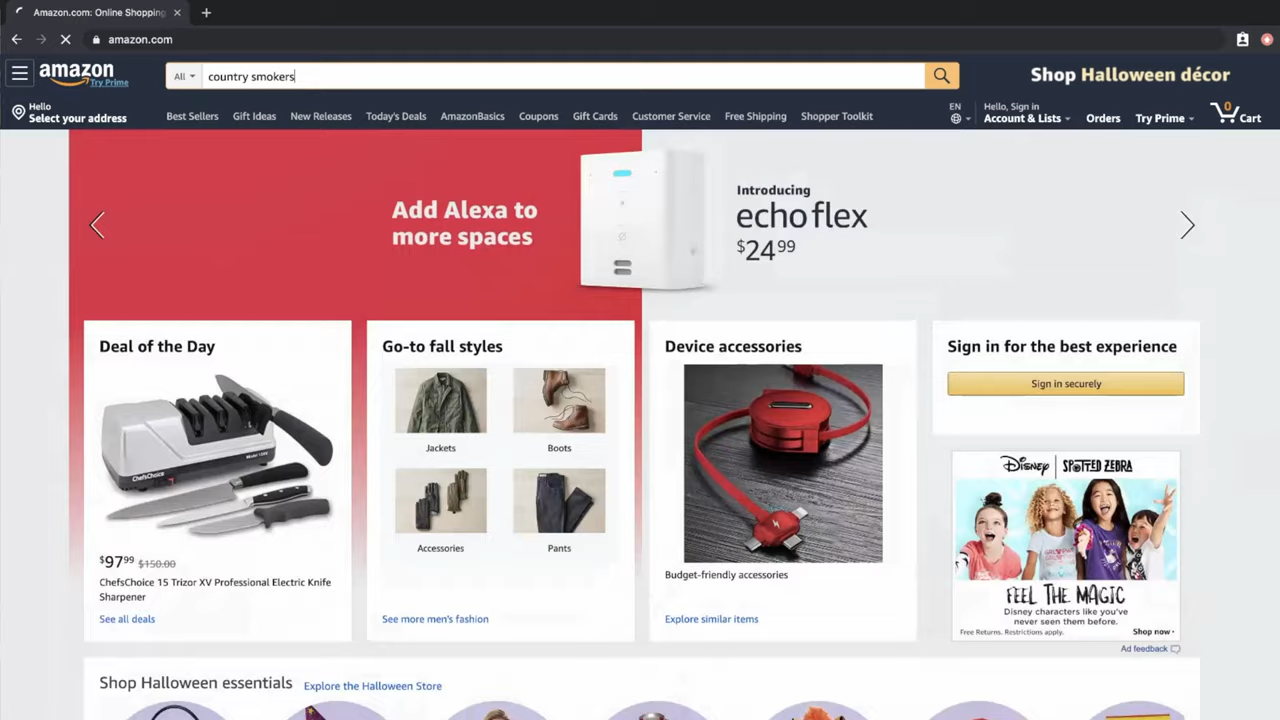 Amazon.com: Online Shopping
amazon.com
amazon
Try Prime
All
country smokers
Shop Halloween décor
Hello
Select your address
Best Sellers
Gift Ideas
New Releases
Today's Deals
AmazonBasics
Coupons
Gift Cards
Customer Service
Free Shipping
Shopper Toolkit
EN
Hello, Sign in
Account & Lists
Orders
Try Prime
0
Cart
Add Alexa to
more spaces
Introducing
echo flex
$24 99
Deal of the Day
ChefsChoice
$97 99 $150.00
ChefsChoice 15 Trizor XV Professional Electric Knife
Sharpener
See all deals
Go-to fall styles
Jackets
Boots
Accessories
Pants
See more men's fashion
Device accessories
Budget-friendly accessories
Explore similar items
Sign in for the best experience
Sign in securely
Disney SPOTTED ZEBRA
FEEL THE MAGIC
Disney characters like you've
never seen them before.
Free Returns. Restrictions apply.
Shop now
Ad feedback
Shop Halloween essentials
Explore the Halloween Store